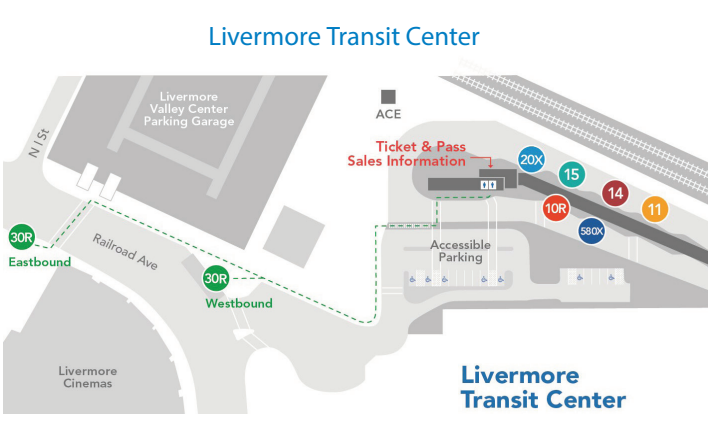 Livermore Transit Center
Livermore
Valley Center
Parking Garage
ACE
N I St
Ticket & Pass
Sales Information
20X
15
14
11
10R
580X
30R
Eastbound
Railroad Ave
30R
Westbound
Accessible
Parking
Livermore
Cinemas
Livermore
Transit Center